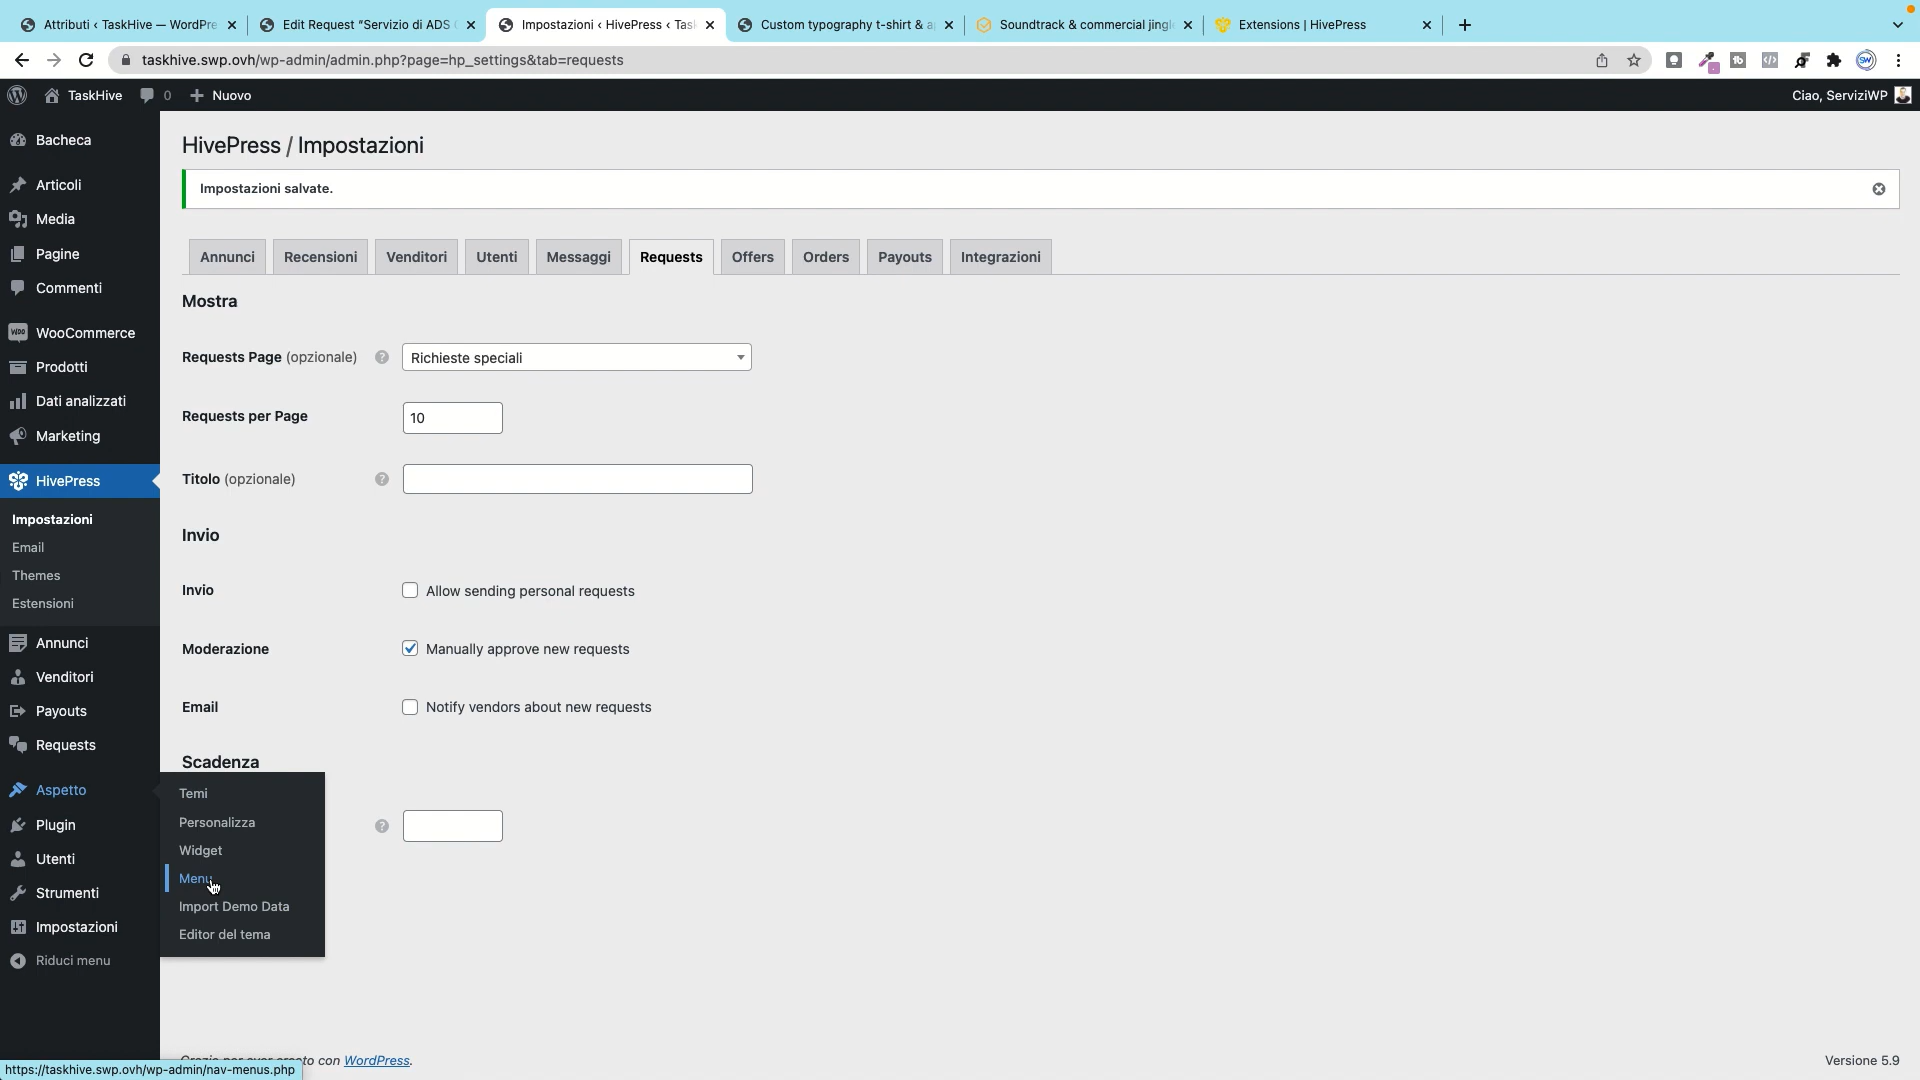 Attributi ‹ TaskHive — WordPre
Edit Request "Servizio di ADS
Impostazioni ‹ HivePress ‹ Task
Custom typography t-shirt & a
Soundtrack & commercial jingl
Extensions | HivePress
taskhive.swp.ovh/wp-admin/admin.php?page=hp_settings&tab=requests
TaskHive
0
Nuovo
Ciao, ServiziWP
Bacheca
Articoli
Media
Pagine
Commenti
WooCommerce
Prodotti
Dati analizzati
Marketing
HivePress
Impostazioni
Email
Themes
Estensioni
Annunci
Venditori
Payouts
Requests
Aspetto
Plugin
Utenti
Strumenti
Impostazioni
Riduci menu
Temi
Personalizza
Widget
Menu
Import Demo Data
Editor del tema
HivePress / Impostazioni
Impostazioni salvate.
Annunci
Recensioni
Venditori
Utenti
Messaggi
Requests
Offers
Orders
Payouts
Integrazioni
Mostra
Requests Page (opzionale)
Richieste speciali
Requests per Page
10
Titolo (opzionale)
Invio
Invio
Allow sending personal requests
Moderazione
Manually approve new requests
Email
Notify vendors about new requests
Scadenza
con WordPress.
Versione 5.9
https://taskhive.swp.ovh/wp-admin/nav-menus.php